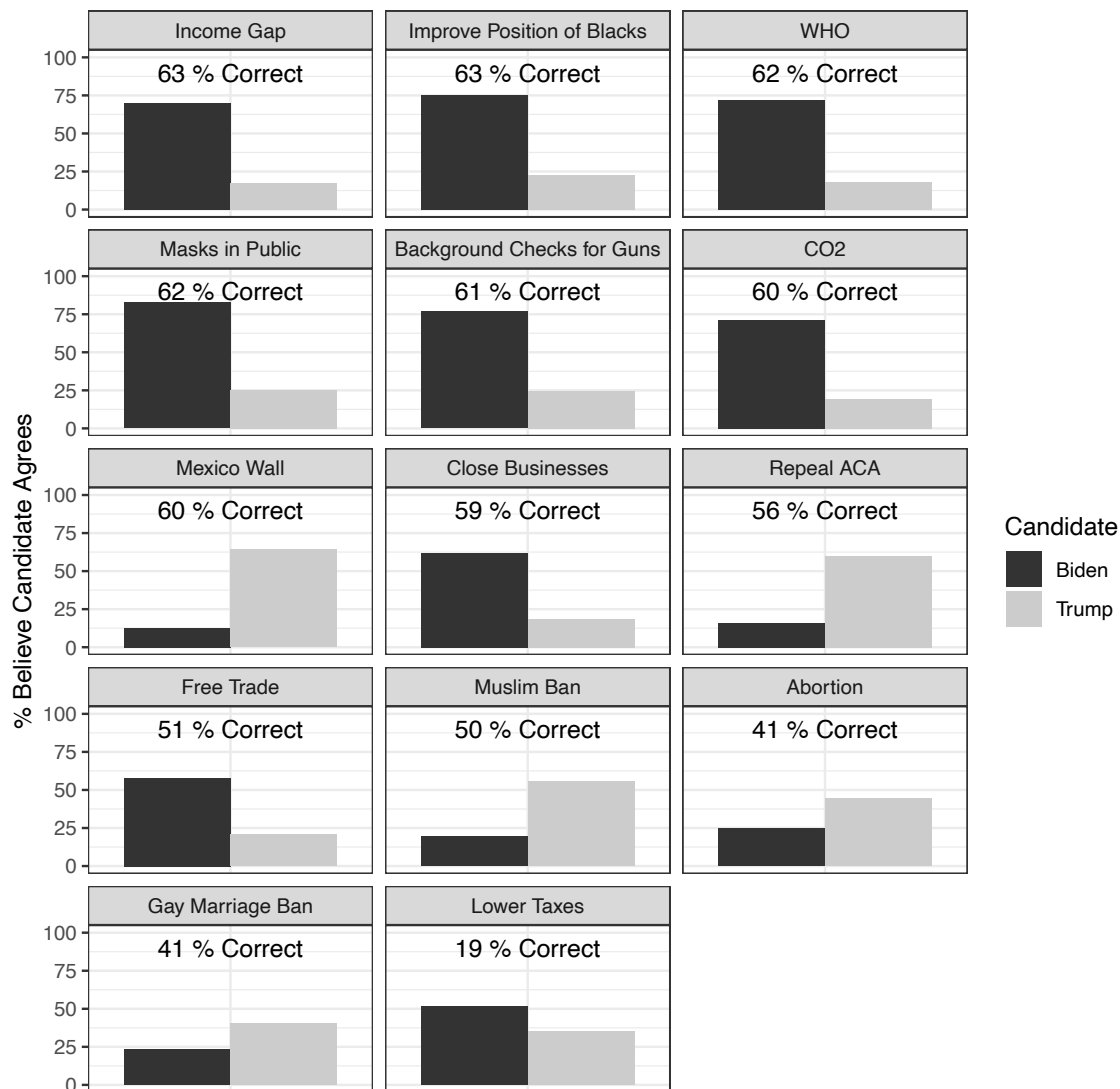 Income Gap
Improve Position of Blacks
WHO
63 % Correct
63 % Correct
62 % Correct
100
75
50
25
0
Masks in Public
Background Checks for Guns
CO2
62 % Correct
61 % Correct
60 % Correct
100
75
50
25
0
Mexico Wall
Close Businesses
Repeal ACA
60 % Correct
59 % Correct
56 % Correct
100
75
50
25
0
Free Trade
Muslim Ban
Abortion
51 % Correct
50 % Correct
41 % Correct
100
75
50
25
0
Gay Marriage Ban
Lower Taxes
41 % Correct
19 % Correct
100
75
50
25
0
% Believe Candidate Agrees
Candidate
Biden
Trump